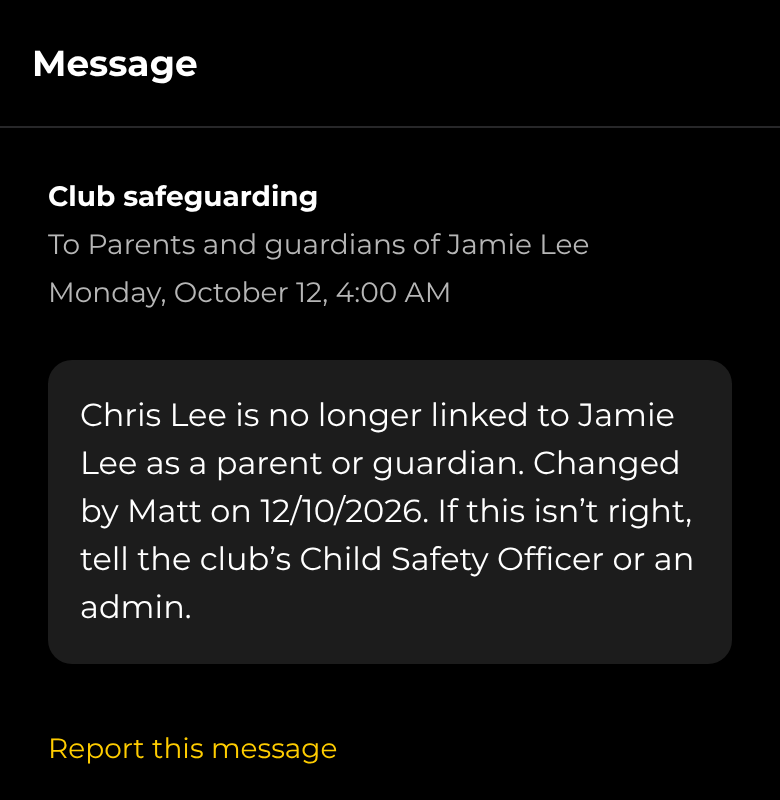 Message
Club safeguarding
To Parents and guardians of Jamie Lee
Monday, October 12, 4:00 AM
Chris Lee is no longer linked to Jamie
Lee as a parent or guardian. Changed
by Matt on 12/10/2026. If this isn’t right,
tell the club’s Child Safety Officer or an
admin.
Report this message